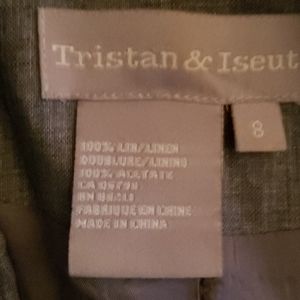 Tristan & Iseut
8
100% LIN/LINEN
DOUBLURE/LINING
100% ACETATE
FABRIQUE EN CHINE
MADE IN CHINA